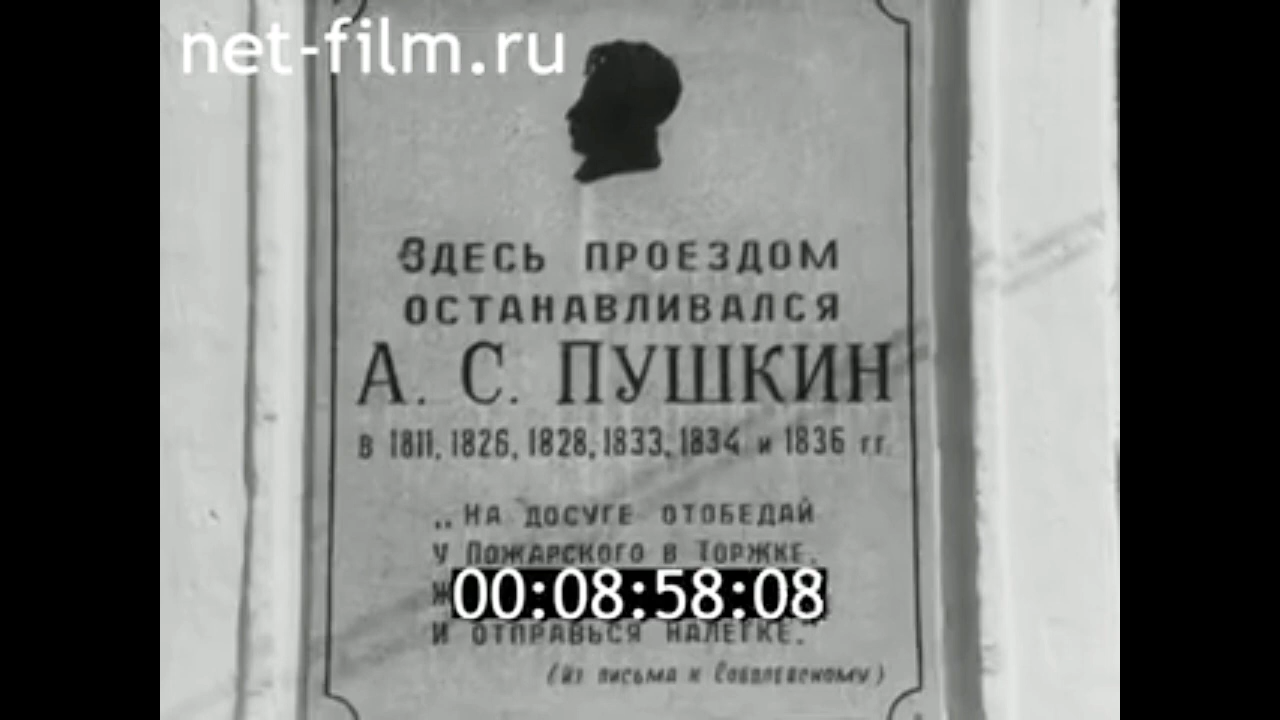 net-film.ru
Здесь проездом
останавливался
А. С. ПУШКИН
в 1811, 1826, 1828, 1833, 1834 и 1836 гг.
„На досуге отобедай
у Пожарского в Торжке,
00:08:58:08
и отправься налегке."
(Из письма к Соболевскому)